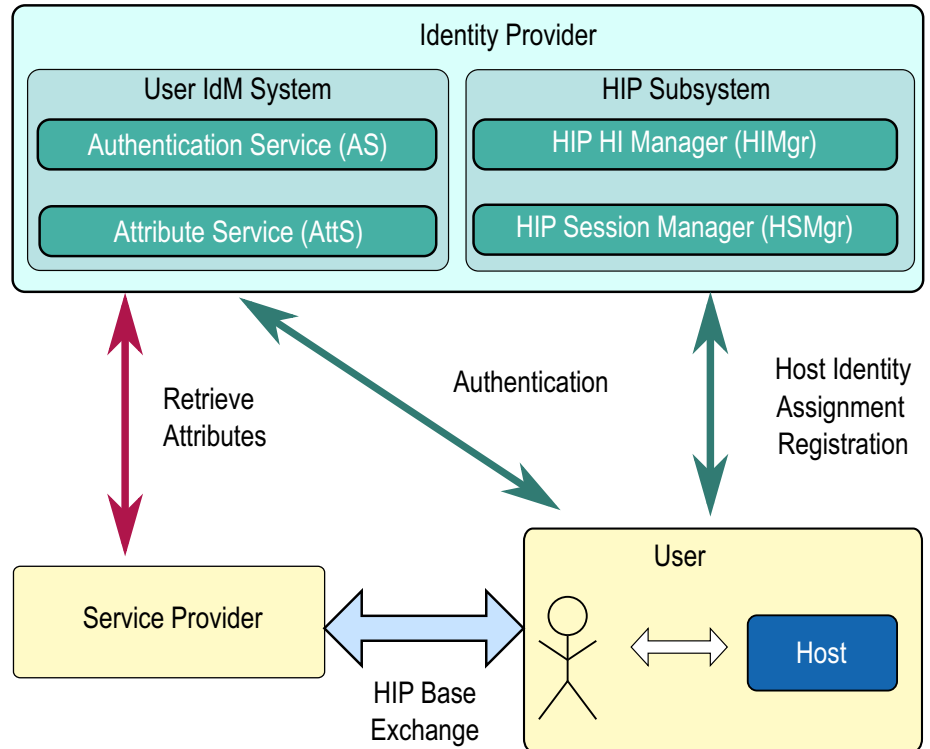 Identity Provider
User IdM System
HIP Subsystem
Authentication Service (AS)
HIP HI Manager (HIMgr)
Attribute Service (AttS)
HIP Session Manager (HSMgr)
Retrieve
Attributes
Authentication
Host Identity
Assignment
Registration
Service Provider
HIP Base
Exchange
User
Host